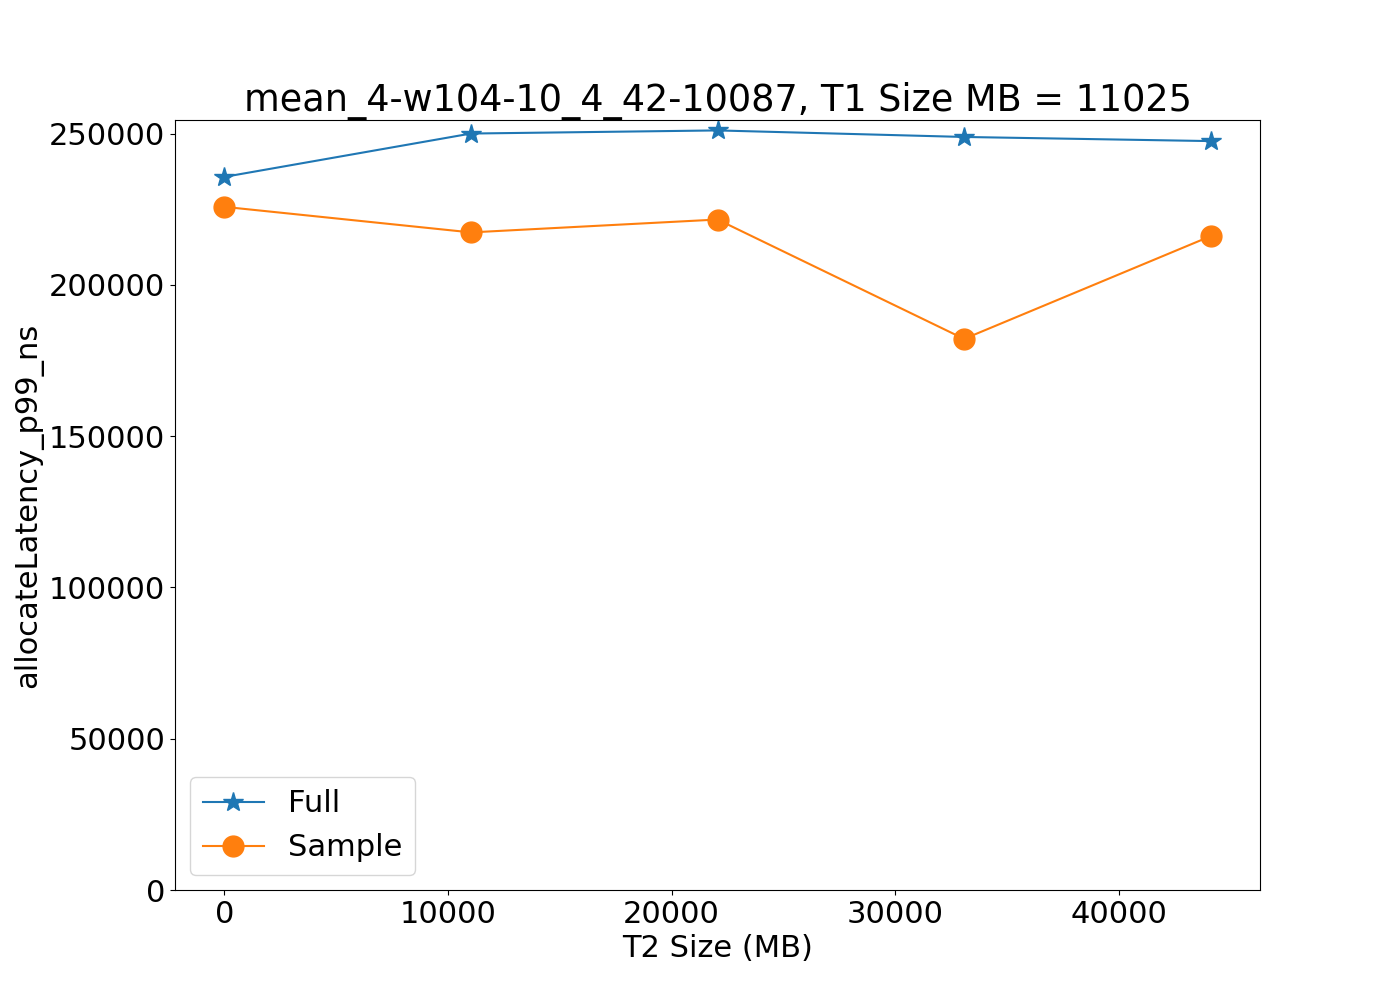 mean_4-w104-10_4_42-10087, T1 Size MB = 11025
allocateLatency_p99_ns
250000
200000
150000
100000
50000
0
Full
Sample
0 10000 20000 30000 40000
T2 Size (MB)